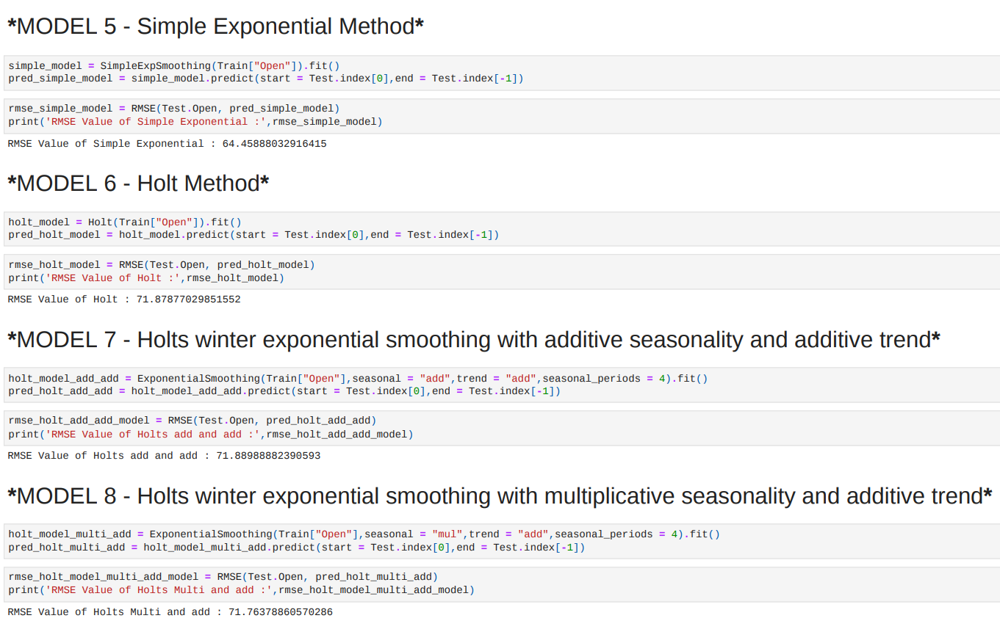 *MODEL 5 - Simple Exponential Method*
simple_model = SimpleExpSmoothing(Train["Open"]).fit()
pred_simple_model = simple_model.predict(start = Test.index[0],end = Test.index[-1])
rmse_simple_model = RMSE(Test.Open, pred_simple_model)
print('RMSE Value of Simple Exponential :',rmse_simple_model)
RMSE Value of Simple Exponential : 64.45888032916415
*MODEL 6 - Holt Method*
holt_model = Holt(Train["Open"]).fit()
pred_holt_model = holt_model.predict(start = Test.index[0],end = Test.index[-1])
rmse_holt_model = RMSE(Test.Open, pred_holt_model)
print('RMSE Value of Holt :',rmse_holt_model)
RMSE Value of Holt : 71.87877029851552
*MODEL 7 - Holts winter exponential smoothing with additive seasonality and additive trend*
holt_model_add_add = ExponentialSmoothing(Train["Open"],seasonal = "add",trend = "add",seasonal_periods = 4).fit()
pred_holt_add_add = holt_model_add_add.predict(start = Test.index[0],end = Test.index[-1])
rmse_holt_add_add_model = RMSE(Test.Open, pred_holt_add_add)
print('RMSE Value of Holts add and add :',rmse_holt_add_add_model)
RMSE Value of Holts add and add : 71.88988882390593
*MODEL 8 - Holts winter exponential smoothing with multiplicative seasonality and additive trend*
holt_model_multi_add = ExponentialSmoothing(Train["Open"],seasonal = "mul",trend = "add",seasonal_periods = 4).fit()
pred_holt_multi_add = holt_model_multi_add.predict(start = Test.index[0],end = Test.index[-1])
rmse_holt_model_multi_add_model = RMSE(Test.Open, pred_holt_multi_add)
print('RMSE Value of Holts Multi and add :',rmse_holt_model_multi_add_model)
RMSE Value of Holts Multi and add : 71.76378860570286